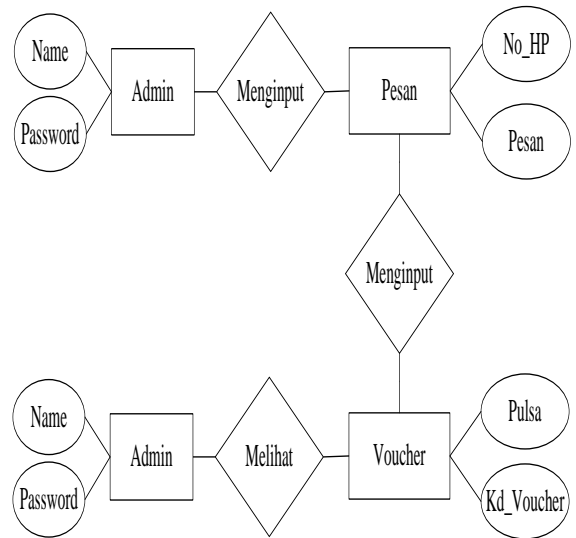 Name
No_HP
Admin
Menginput
Pesan
Password
Pesan
Menginput
Name
Pulsa
Admin
Melihat
Voucher
Password
Kd_Voucher